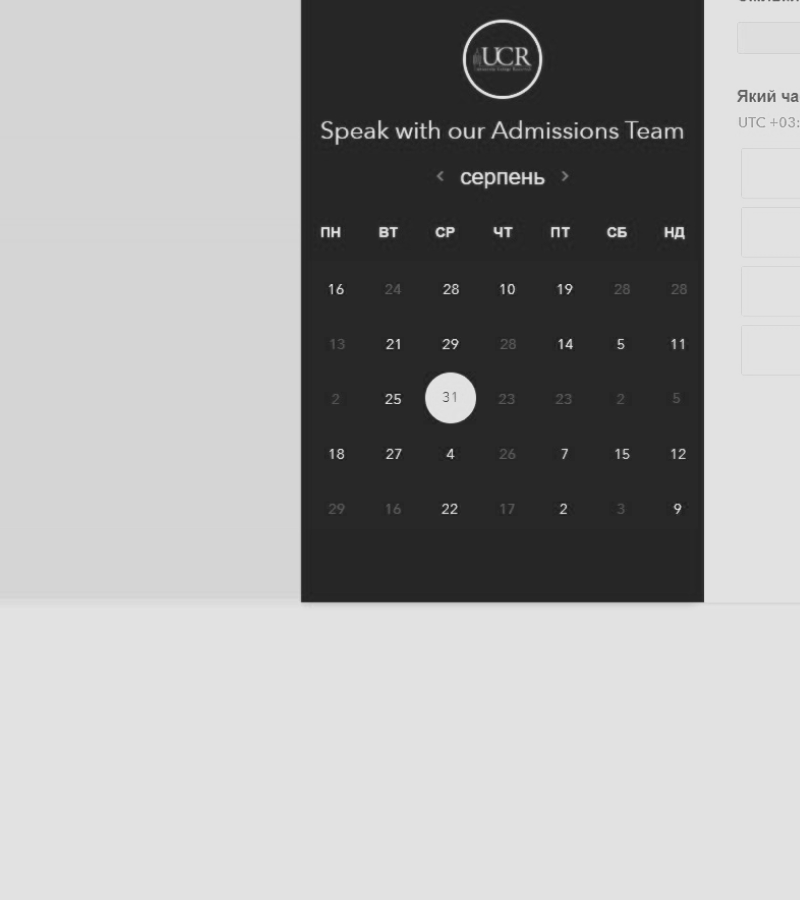 UCR
Speak with our Admissions Team
< серпень >
ПН ВТ СР ЧТ ПТ СБ НД
Який ча
UTC +03:
16 24 28 10 19 28 28
13 21 29 28 14 5 11
2 25 31 23 23 2 5
18 27 4 26 7 15 12
29 16 22 17 2 3 9